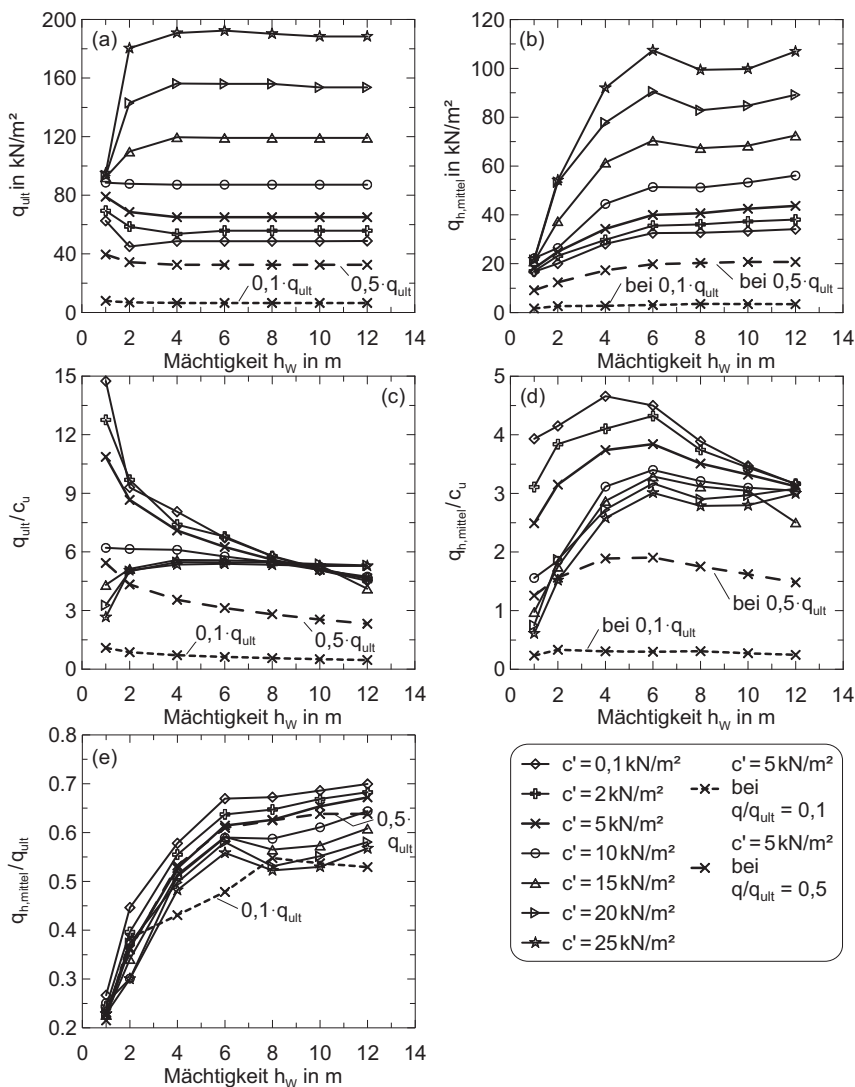 (a)
q_ult in kN/m²
200
160
120
80
40
0
0,1·q_ult
0,5·q_ult
0 2 4 6 8 10 12 14
Mächtigkeit h_W in m
(b)
q_h,mittel in kN/m²
120
100
80
60
40
20
0
bei 0,1·q_ult
bei 0,5·q_ult
0 2 4 6 8 10 12 14
Mächtigkeit h_W in m
(c)
q_ult/c_u
15
12
9
6
3
0
0,1·q_ult
0,5·q_ult
0 2 4 6 8 10 12 14
Mächtigkeit h_W in m
(d)
q_h,mittel/c_u
5
4
3
2
1
0
bei 0,5·q_ult
bei 0,1·q_ult
0 2 4 6 8 10 12 14
Mächtigkeit h_W in m
(e)
q_h,mittel/q_ult
0.8
0.7
0.6
0.5
0.4
0.3
0.2
0,5·
q_ult
0,1·q_ult
0 2 4 6 8 10 12 14
Mächtigkeit h_W in m
c' = 0,1 kN/m²
c' = 2 kN/m²
c' = 5 kN/m²
c' = 10 kN/m²
c' = 15 kN/m²
c' = 20 kN/m²
c' = 25 kN/m²
c' = 5 kN/m²
bei
q/q_ult = 0,1
c' = 5 kN/m²
bei
q/q_ult = 0,5